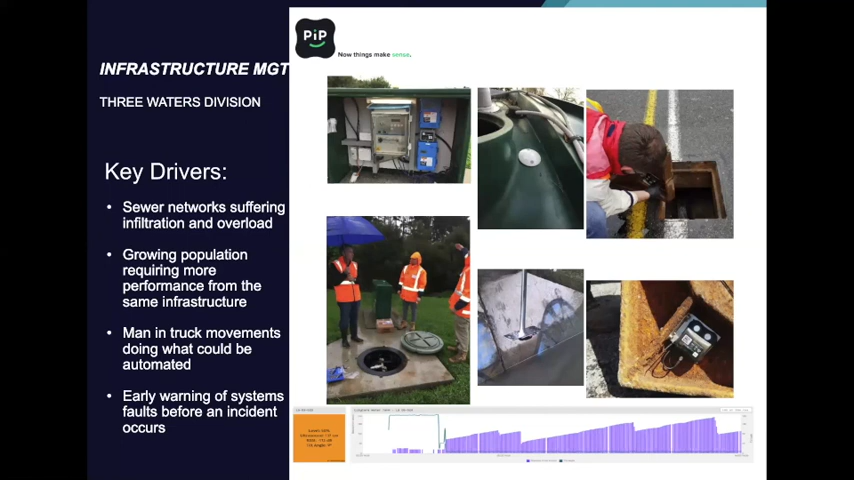 PiP
Now things make sense.
INFRASTRUCTURE MGT
THREE WATERS DIVISION
Key Drivers:
• Sewer networks suffering
infiltration and overload
• Growing population
requiring more
performance from the
same infrastructure
• Man in truck movements
doing what could be
automated
• Early warning of systems
faults before an incident
occurs